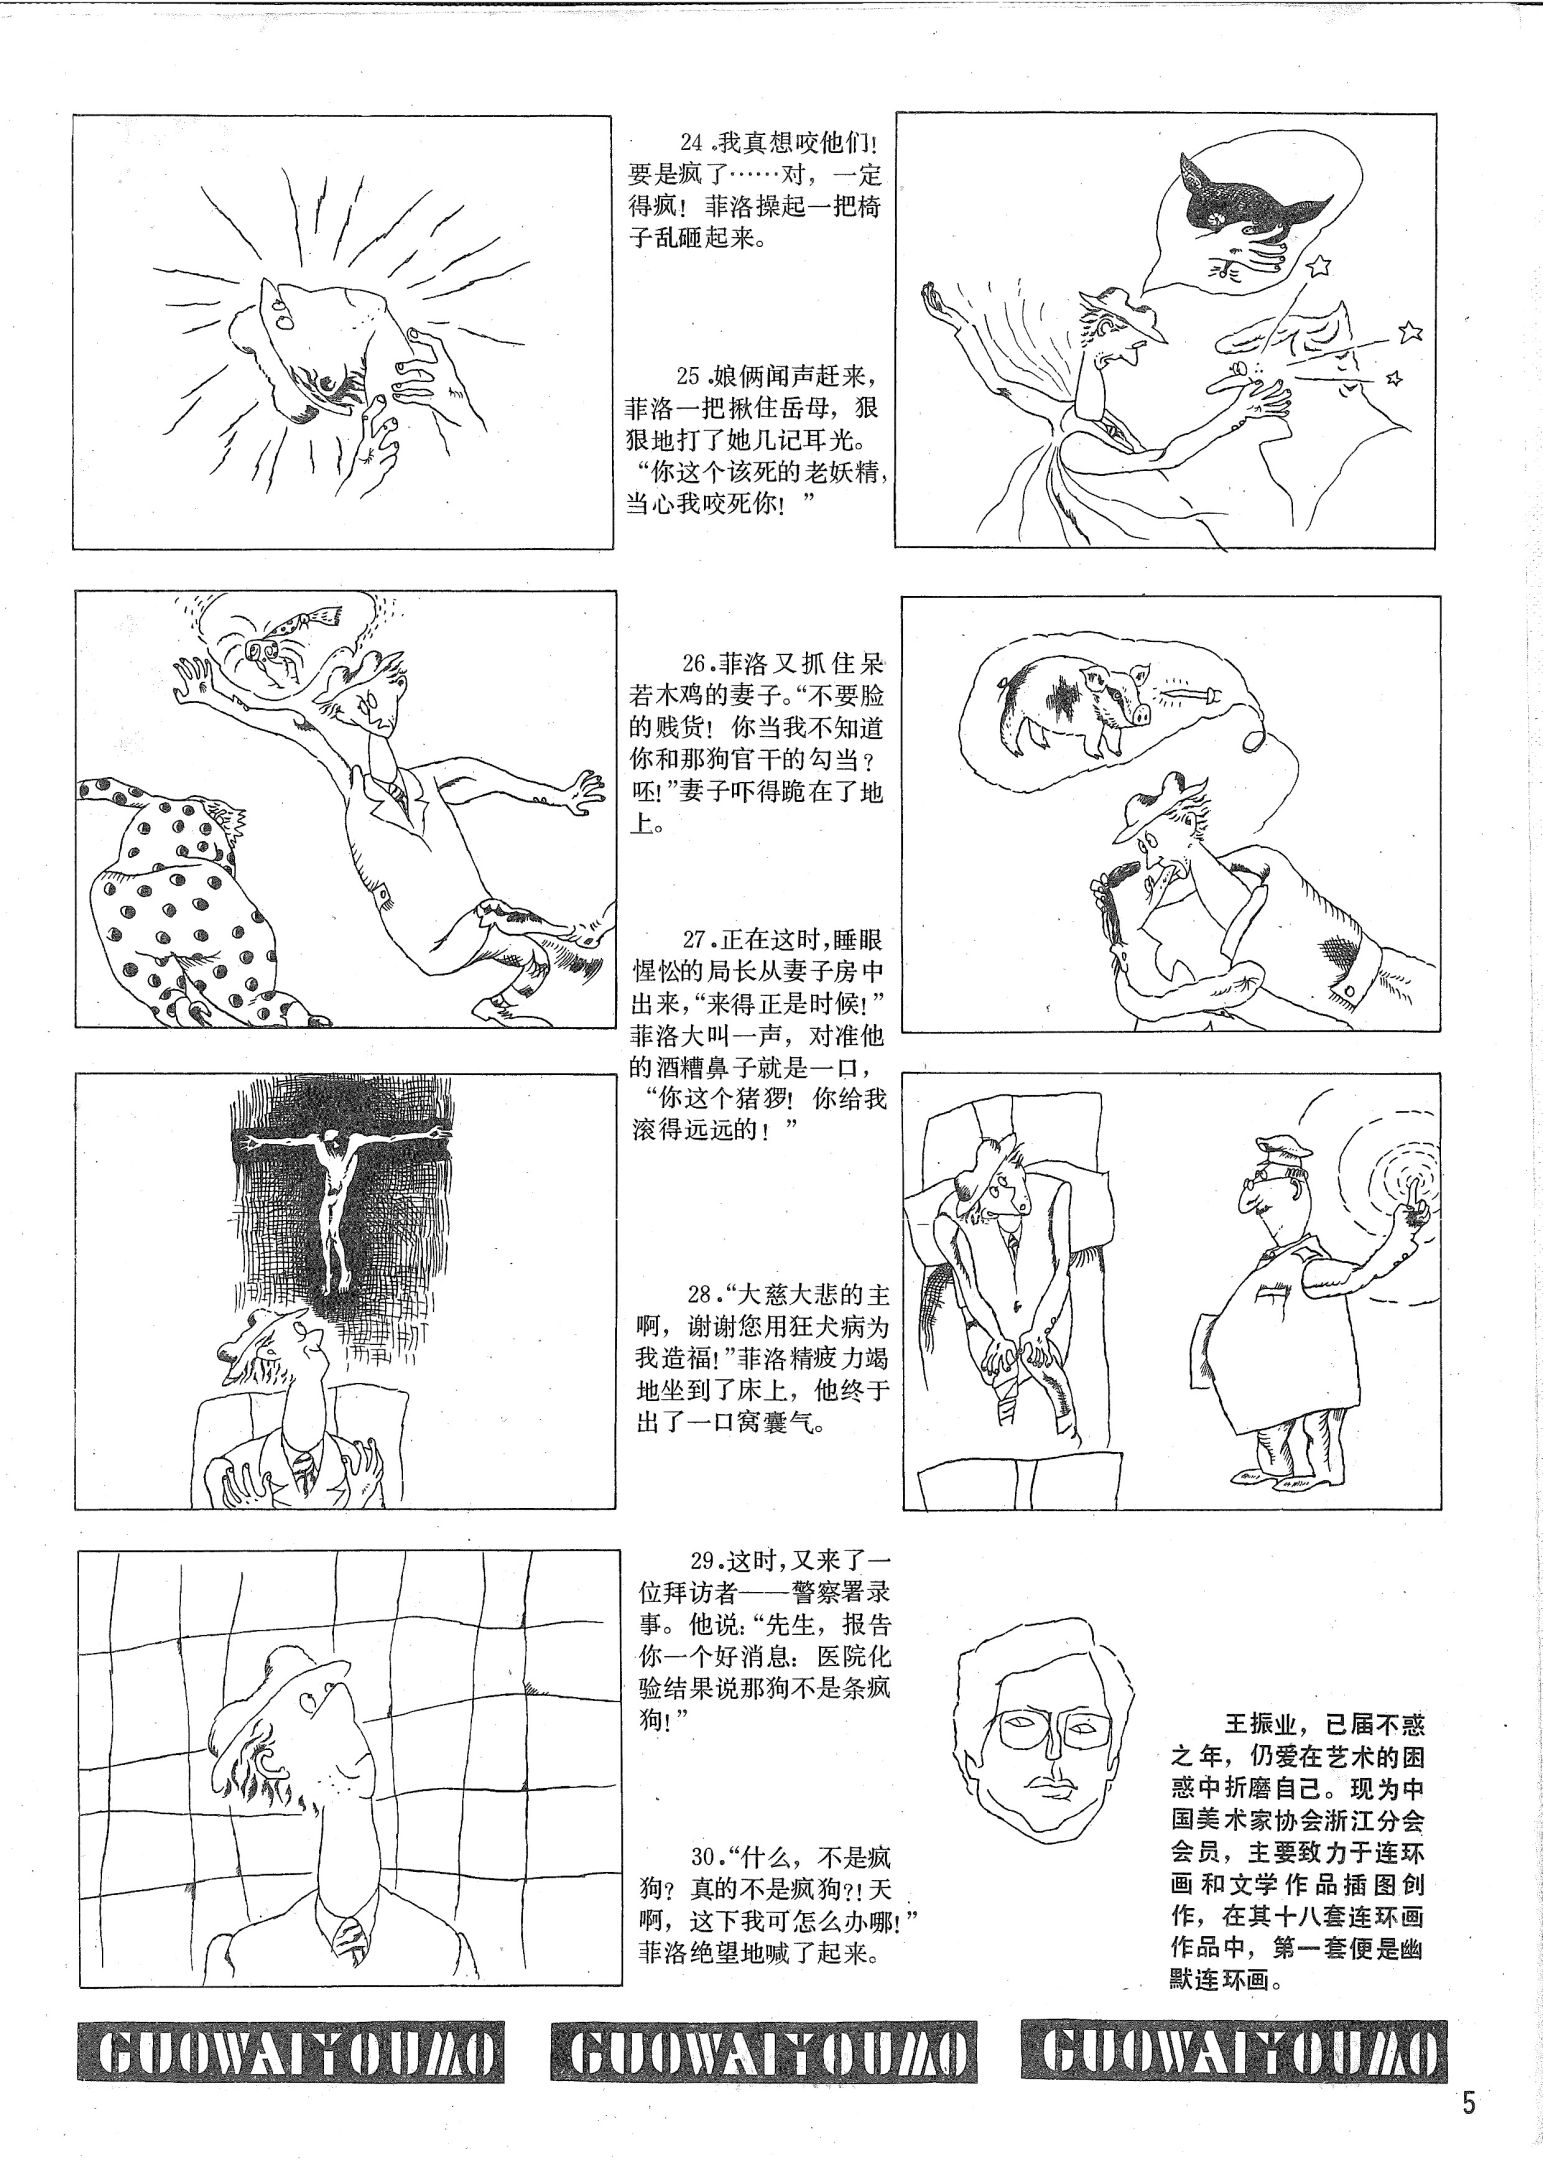 24.我真想咬他们！
要是疯了……对，一定
得疯！菲洛操起一把椅
子乱砸起来。
25.娘俩闻声赶来，
菲洛一把揪住岳母，狠
狠地打了她几记耳光。
“你这个该死的老妖精，
当心我咬死你！”
26.菲洛又抓住呆
若木鸡的妻子。“不要脸
的贱货！你当我不知道
你和那狗官干的勾当？
呸！”妻子吓得跪在了地
上。
27.正在这时，睡眼
惺忪的局长从妻子房中
出来，“来得正是时候！”
菲洛大叫一声，对准他
的酒糟鼻子就是一口，
“你这个猪猡！你给我
滚得远远的！”
28.“大慈大悲的主
啊，谢谢您用狂犬病为
我造福！”菲洛精疲力竭
地坐到了床上，他终于
出了一口窝囊气。
29.这时，又来了一
位拜访者——警察署录
事。他说：“先生，报告
你一个好消息：医院化
验结果说那狗不是条疯
狗！”
30.“什么，不是疯
狗？真的不是疯狗？！天
啊，这下我可怎么办哪！”
菲洛绝望地喊了起来。
王振业，已届不惑
之年，仍爱在艺术的困
惑中折磨自己。现为中
国美术家协会浙江分会
会员，主要致力于连环
画和文学作品插图创
作，在其十八套连环画
作品中，第一套便是幽
默连环画。
GUOWAIYOUMO
GUOWAIYOUMO
GUOWAIYOUMO
5